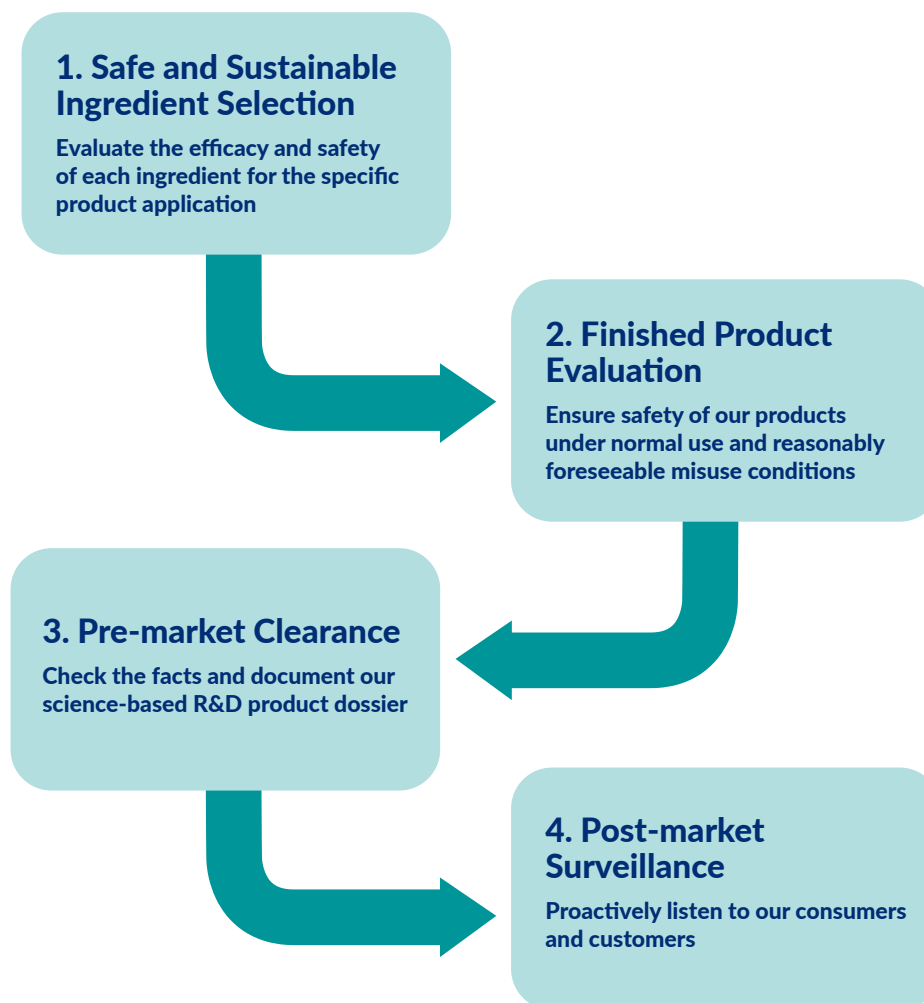 1. Safe and Sustainable
Ingredient Selection
Evaluate the efficacy and safety
of each ingredient for the specific
product application
2. Finished Product
Evaluation
Ensure safety of our products
under normal use and reasonably
foreseeable misuse conditions
3. Pre-market Clearance
Check the facts and document our
science-based R&D product dossier
4. Post-market
Surveillance
Proactively listen to our consumers
and customers